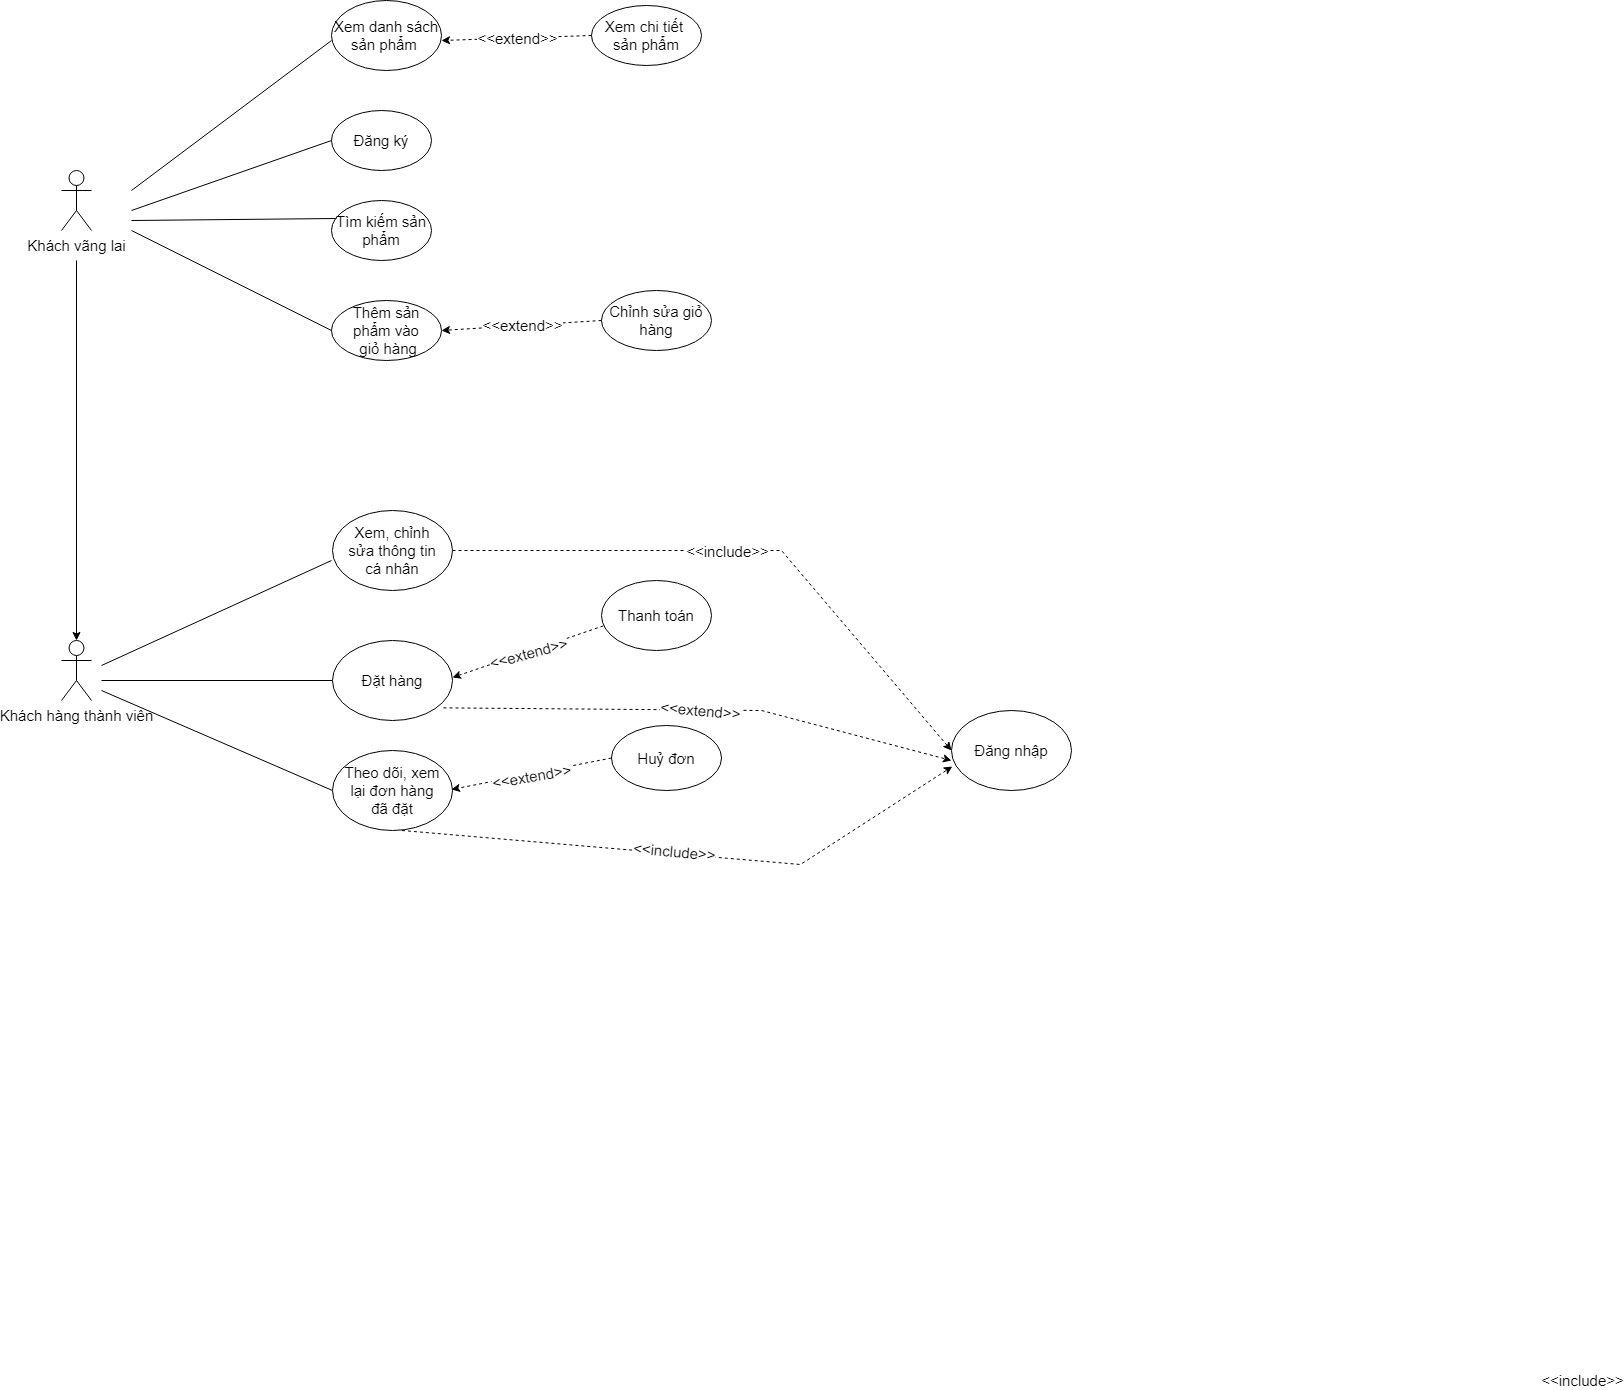 Xem danh sách
sản phẩm
<<extend>>
Xem chi tiết
sản phẩm
Đăng ký
Tìm kiếm sản
phẩm
Khách vãng lai
Thêm sản
phẩm vào
giỏ hàng
<<extend>>
Chỉnh sửa giỏ
hàng
Xem, chỉnh
sửa thông tin
cá nhân
<<include>>
Thanh toán
<<extend>>
Đặt hàng
Khách hàng thành viên
<<extend>>
Đăng nhập
Huỷ đơn
<<extend>>
Theo dõi, xem
lại đơn hàng
đã đặt
<<include>>
<<include>>